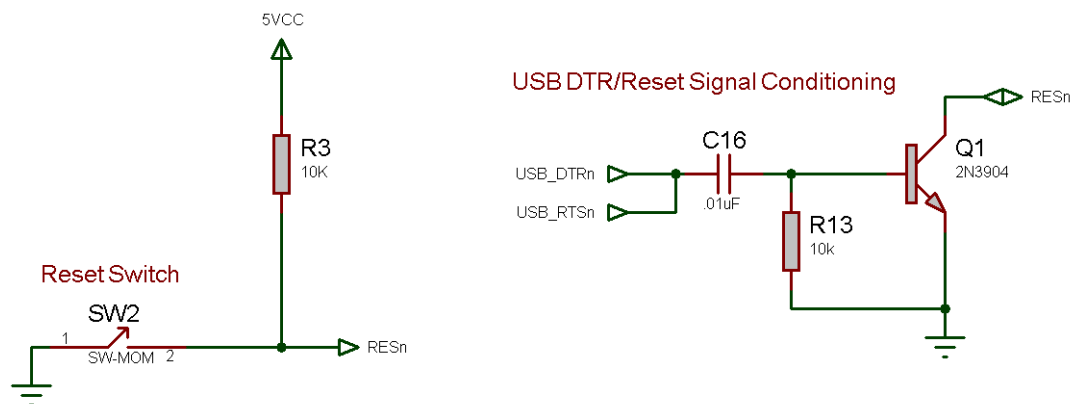 5VCC
R3
10K
Reset Switch
SW2
1
SW-MOM
2
RESn
USB DTR/Reset Signal Conditioning
RESn
C16
Q1
2N3904
USB_DTRn
.01uF
USB_RTSn
R13
10k